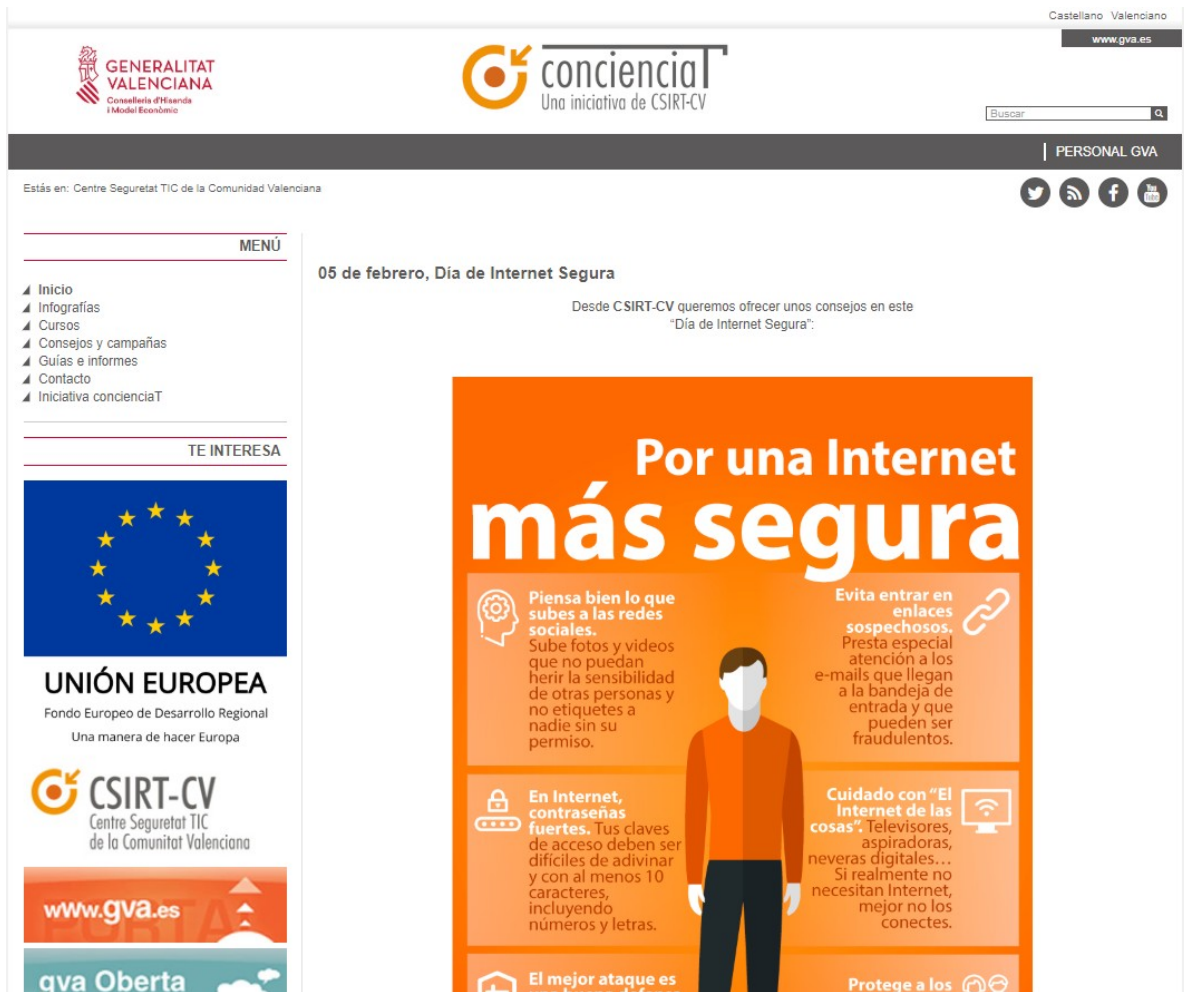 Castellano Valenciano
www.gva.es
GENERALITAT
VALENCIANA
Conselleria d'Hisenda
i Model Econòmic
concienciaT
Una iniciativa de CSIRT-CV
Buscar
PERSONAL GVA
Estás en: Centre Seguretat TIC de la Comunidad Valenciana
You
Tube
MENÚ
Inicio
Infografías
Cursos
Consejos y campañas
Guías e informes
Contacto
Iniciativa concienciaT
TE INTERESA
UNIÓN EUROPEA
Fondo Europeo de Desarrollo Regional
Una manera de hacer Europa
CSIRT-CV
Centre Seguretat TIC
de la Comunitat Valenciana
www.gva.es
gva Oberta
05 de febrero, Día de Internet Segura
Desde CSIRT-CV queremos ofrecer unos consejos en este
“Día de Internet Segura”:
Por una Internet
más segura
Piensa bien lo que
subes a las redes
sociales.
Sube fotos y videos
que no puedan
herir la sensibilidad
de otras personas y
no etiquetes a
nadie sin su
permiso.
Evita entrar en
enlaces
sospechosos.
Presta especial
atención a los
e-mails que llegan
a la bandeja de
entrada y que
pueden ser
fraudulentos.
En Internet,
contraseñas
fuertes. Tus claves
de acceso deben ser
difíciles de adivinar
y con al menos 10
caracteres,
incluyendo
números y letras.
Cuidado con “El
Internet de las
cosas”. Televisores,
aspiradoras,
neveras digitales...
Si realmente no
necesitan Internet,
mejor no los
conectes.
El mejor ataque es
Protege a los